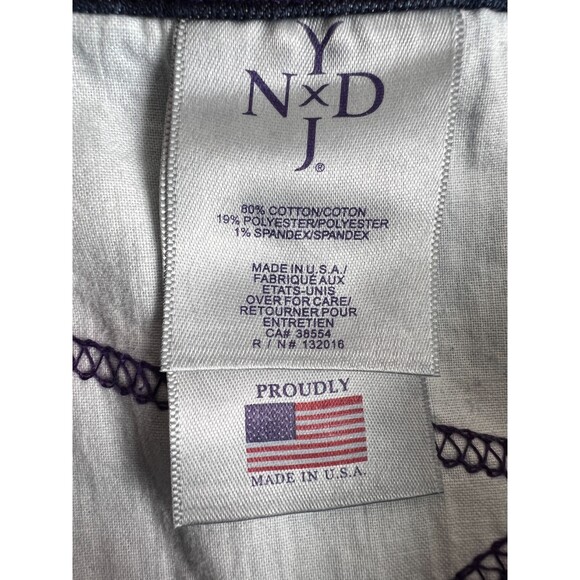 Y
N x D
J®
80% COTTON/COTON
19% POLYESTER/POLYESTER
1% SPANDEX/SPANDEX
MADE IN U.S.A./
FABRIQUÉ AUX
ETATS-UNIS
OVER FOR CARE/
RETOURNER POUR
ENTRETIEN
CA# 38554
R / N# 132016
PROUDLY
MADE IN U.S.A.